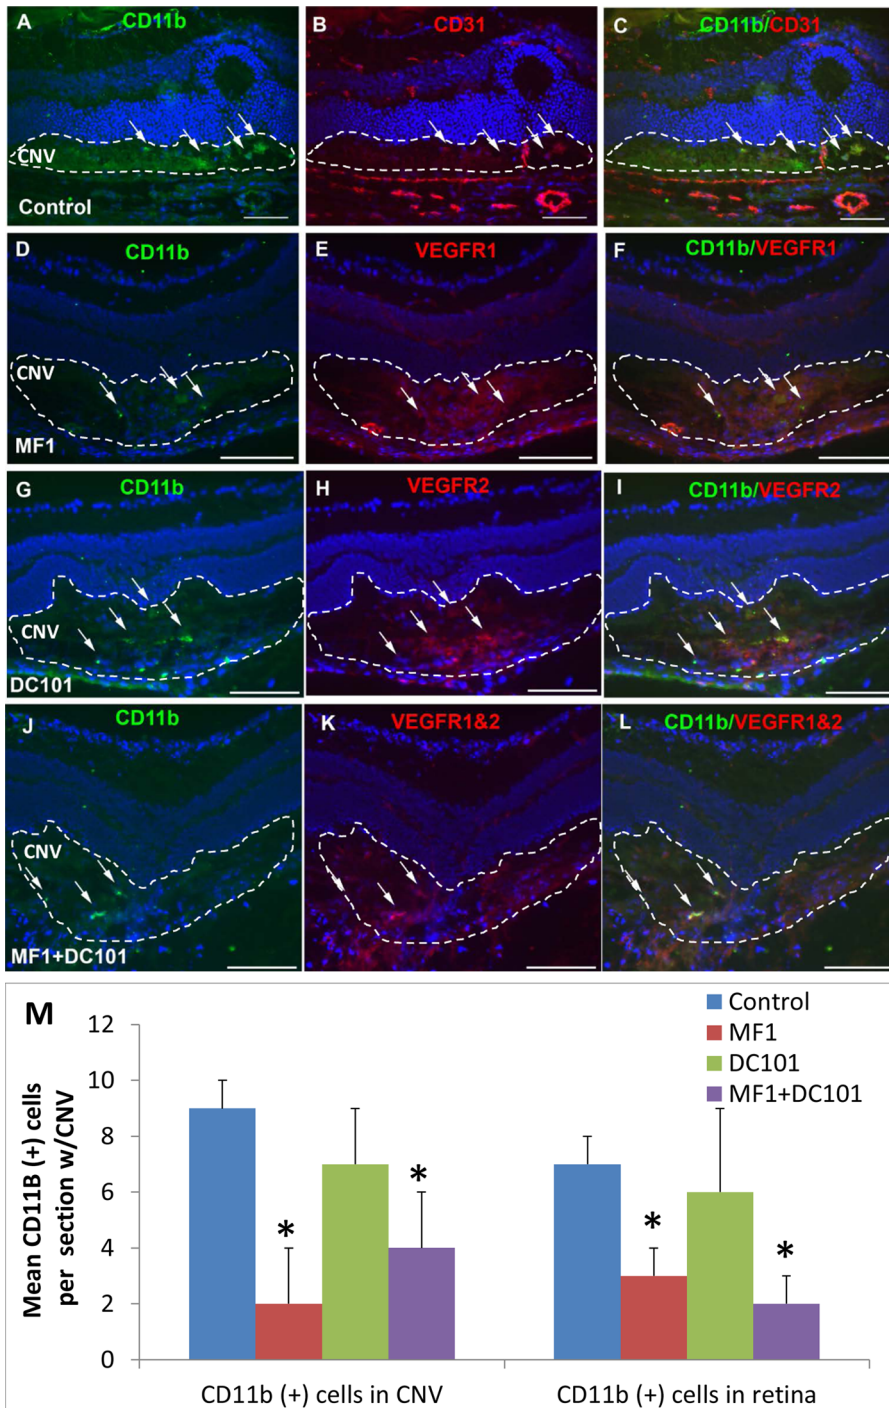 A CD11b
B CD31
C CD11b/CD31
CNV
Control
D CD11b
E VEGFR1
F CD11b/VEGFR1
CNV
MF1
G CD11b
H VEGFR2
I CD11b/VEGFR2
CNV
DC101
J CD11b
K VEGFR1&2
L CD11b/VEGFR1&2
CNV
MF1+DC101
M
Control
MF1
DC101
MF1+DC101
Mean CD11B (+) cells
per section w/CNV
12
10
8
6
4
2
0
*
*
*
*
CD11b (+) cells in CNV
CD11b (+) cells in retina